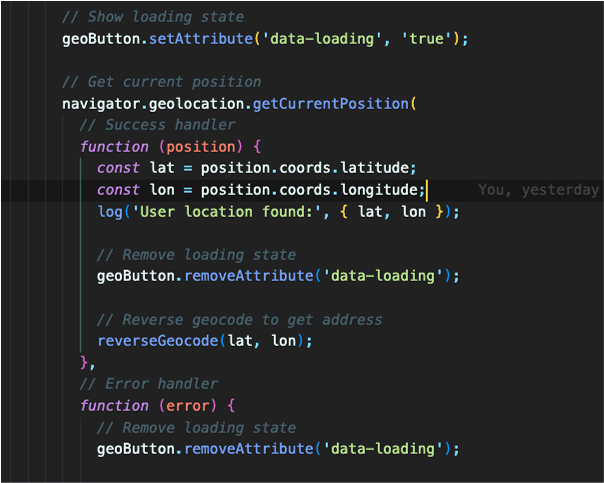 // Show loading state
geoButton.setAttribute('data-loading', 'true');
// Get current position
navigator.geolocation.getCurrentPosition(
// Success handler
function (position) {
const lat = position.coords.latitude;
const lon = position.coords.longitude; You, yesterday
log('User location found:', { lat, lon });
// Remove loading state
geoButton.removeAttribute('data-loading');
// Reverse geocode to get address
reverseGeocode(lat, lon);
},
// Error handler
function (error) {
// Remove loading state
geoButton.removeAttribute('data-loading');